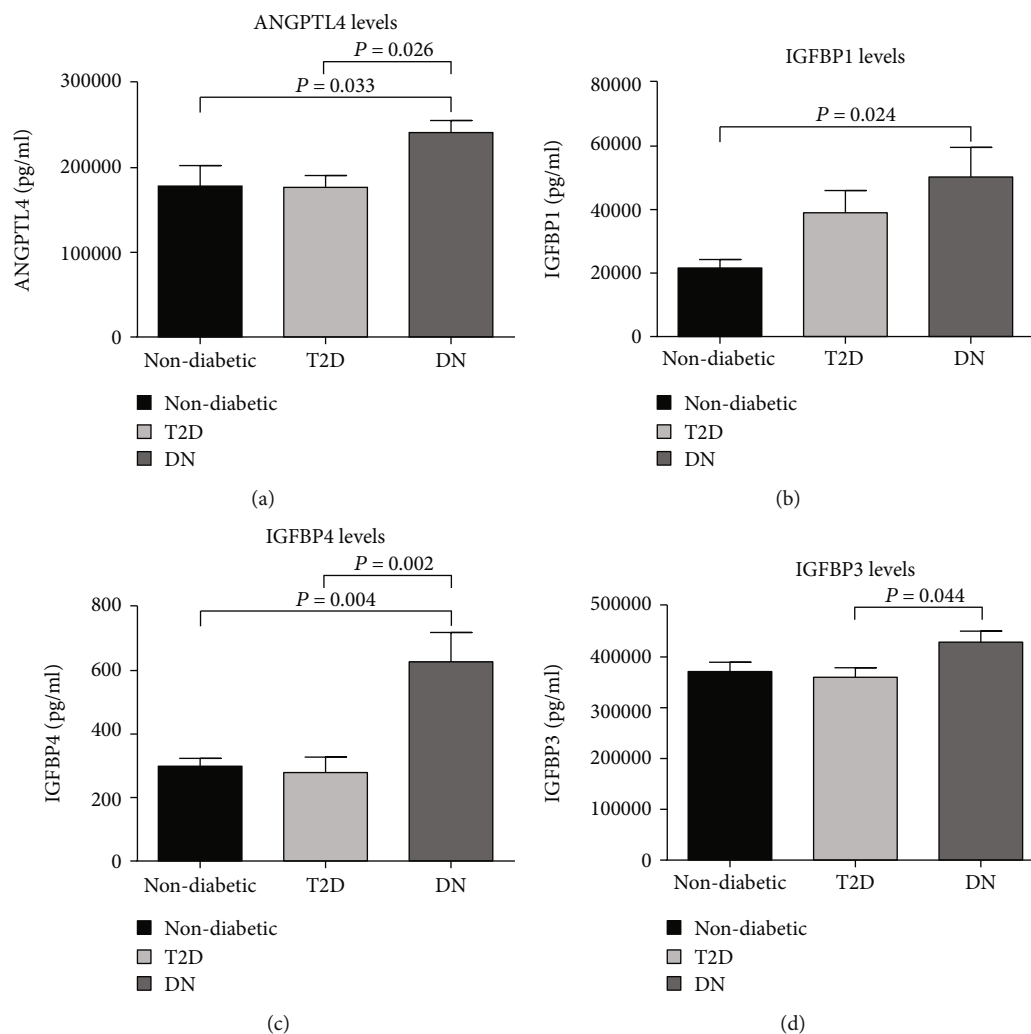 ANGPTL4 levels
P = 0.026
P = 0.033
300000
200000
100000
0
ANGPTL4 (pg/ml)
Non-diabetic T2D DN
Non-diabetic
T2D
DN
(a)
IGFBP1 levels
P = 0.024
80000
60000
40000
20000
0
IGFBP1 (pg/ml)
Non-diabetic T2D DN
Non-diabetic
T2D
DN
(b)
IGFBP4 levels
P = 0.002
P = 0.004
800
600
400
200
0
IGFBP4 (pg/ml)
Non-diabetic T2D DN
Non-diabetic
T2D
DN
(c)
IGFBP3 levels
P = 0.044
500000
400000
300000
200000
100000
0
IGFBP3 (pg/ml)
Non-diabetic T2D DN
Non-diabetic
T2D
DN
(d)